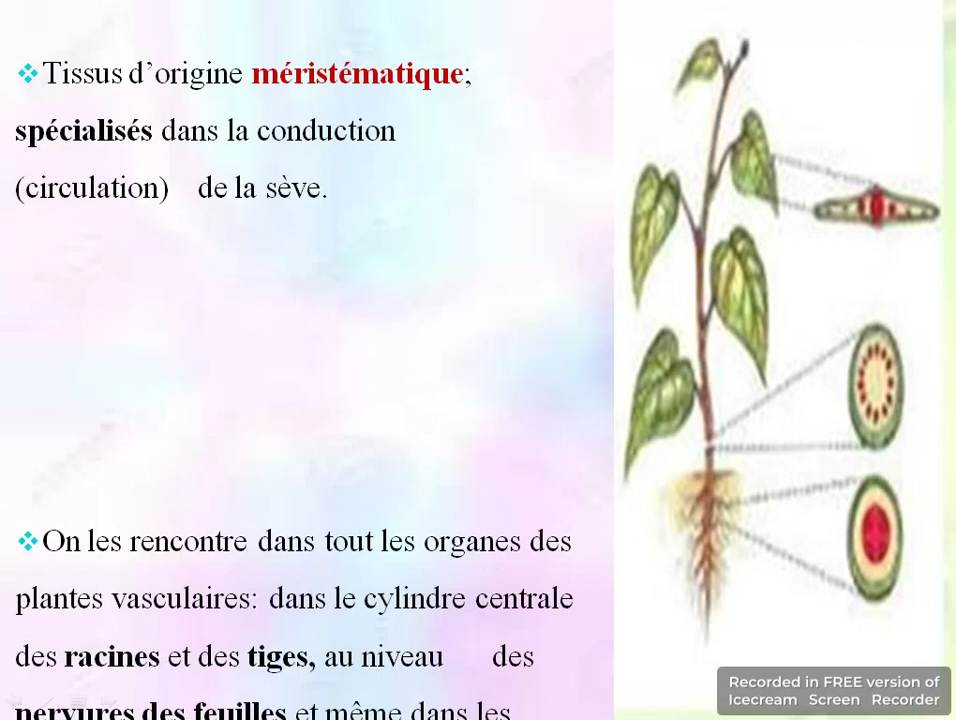 Tissus d'origine méristématique;
spécialisés dans la conduction
(circulation) de la sève.
On les rencontre dans tout les organes des
plantes vasculaires: dans le cylindre centrale
des racines et des tiges, au niveau des
nervures des feuilles et même dans les
Recorded in FREE version of
Icecream Screen Recorder